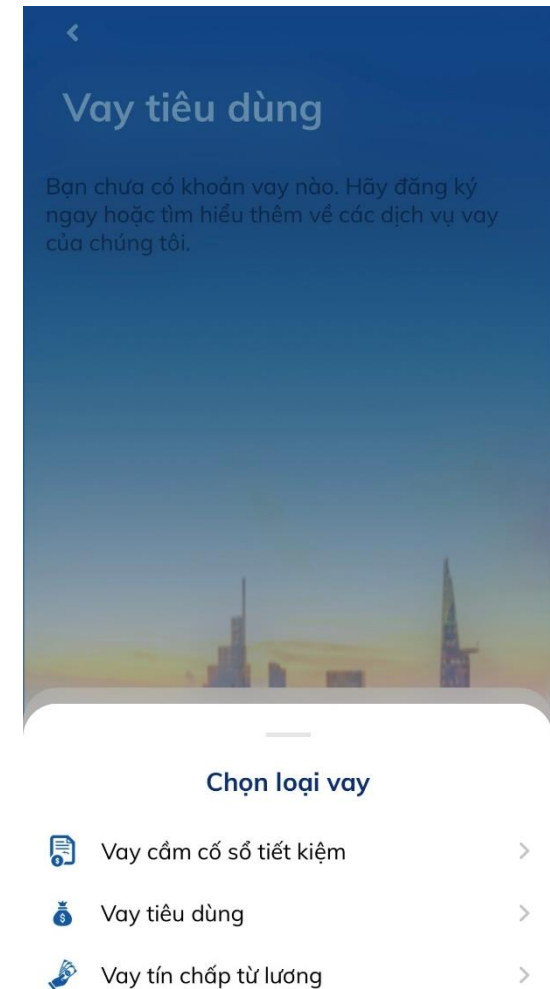 Vay tiêu dùng
Bạn chưa có khoản vay nào. Hãy đăng ký
ngay hoặc tìm hiểu thêm về các dịch vụ vay
của chúng tôi.
Chọn loại vay
Vay cầm cố sổ tiết kiệm
Vay tiêu dùng
Vay tín chấp từ lương